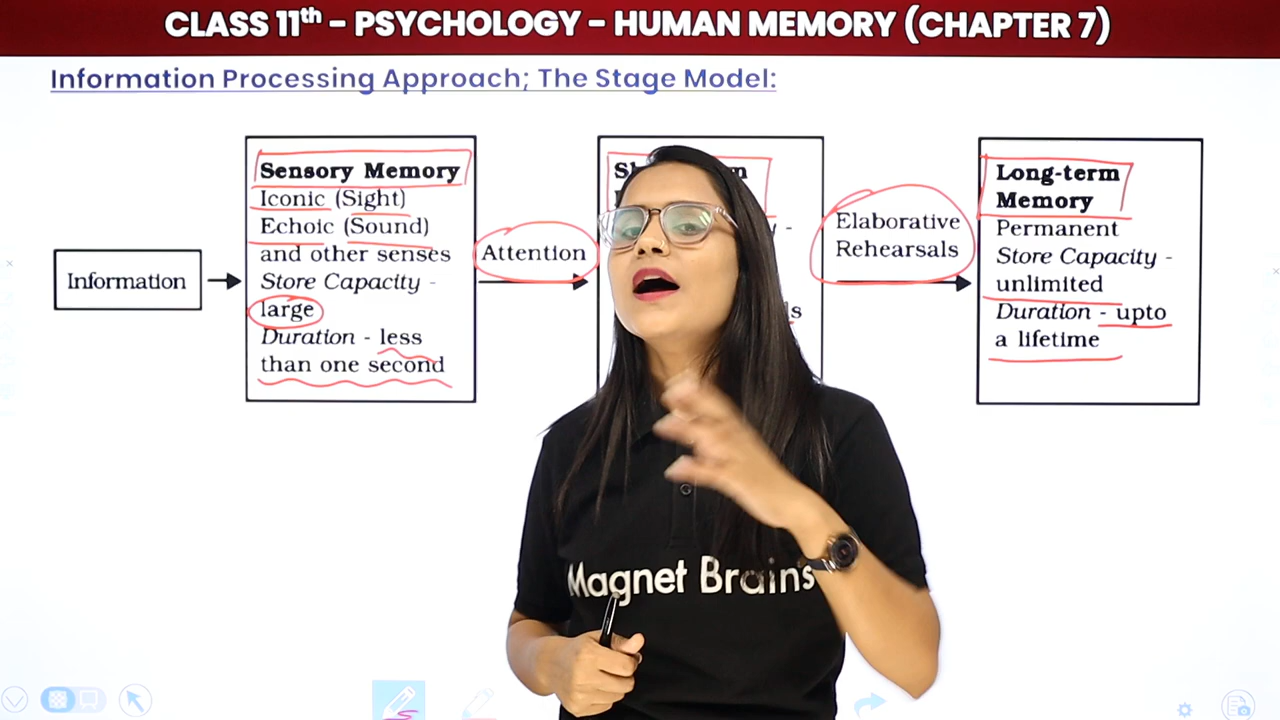 CLASS 11th - PSYCHOLOGY - HUMAN MEMORY (CHAPTER 7)
Information Processing Approach; The Stage Model:
Information
Sensory Memory
Iconic (Sight)
Echoic (Sound)
and other senses
Store Capacity -
large
Duration - less
than one second
Attention
Elaborative
Rehearsals
Long-term
Memory
Permanent
Store Capacity -
unlimited
Duration - upto
a lifetime
Magnet Brains